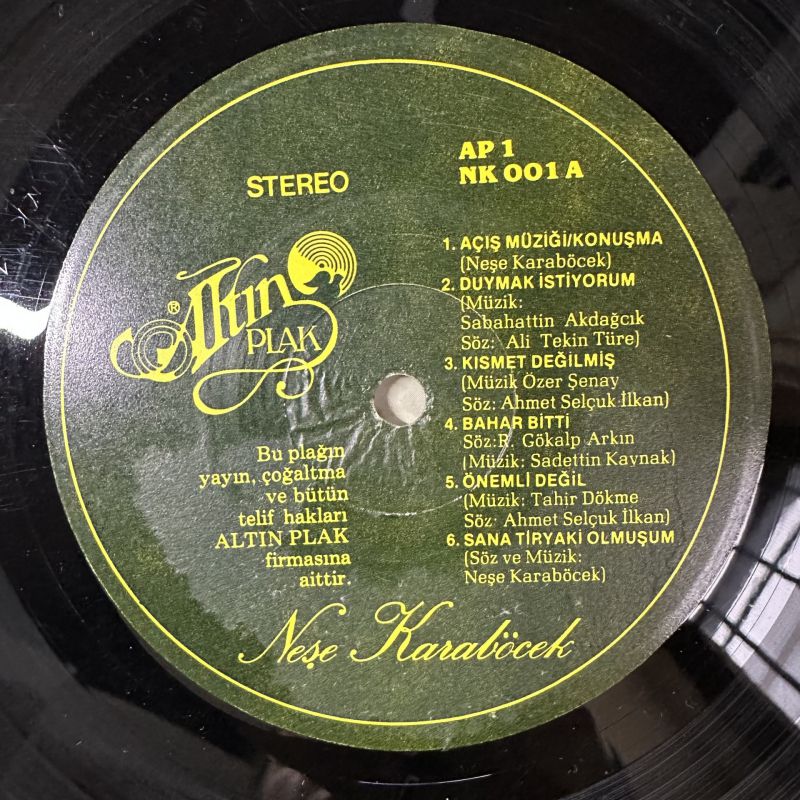 STEREO
AP 1
NK 001 A
Altın
PLAK
®
1. AÇIŞ MÜZİĞİ/KONUŞMA
(Neşe Karaböcek)
2. DUYMAK İSTİYORUM
(Müzik:
Sabahattin Akdağcık
Söz: Ali Tekin Türe)
3. KISMET DEĞİLMİŞ
(Müzik Özer Şenay
Söz: Ahmet Selçuk İlkan)
4. BAHAR BİTTİ
Söz:R. Gökalp Arkın
(Müzik: Sadettin Kaynak)
5. ÖNEMLİ DEĞİL
(Müzik: Tahir Dökme
Söz: Ahmet Selçuk İlkan)
6. SANA TİRYAKİ OLMUŞUM
(Söz ve Müzik:
Neşe Karaböcek)
Bu plağın
yayın, çoğaltma
ve bütün
telif hakları
ALTIN PLAK
firmasına
aittir.
Neşe Karaböcek